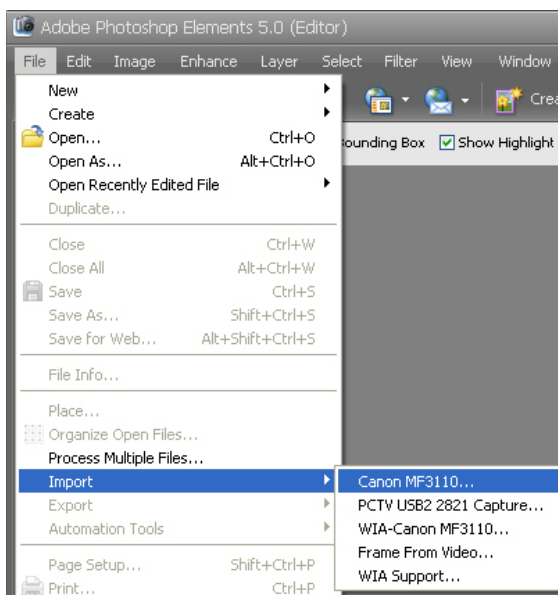 Adobe Photoshop Elements 5.0 (Editor)
File Edit Image Enhance Layer Select Filter View Window
New
Create
Open... Ctrl+O
Bounding Box Show Highlight
Open As... Alt+Ctrl+O
Open Recently Edited File
Duplicate...
Close Ctrl+W
Close All Alt+Ctrl+W
Save Ctrl+S
Save As... Shift+Ctrl+S
Save for Web... Alt+Shift+Ctrl+S
File Info...
Place...
Organize Open Files...
Process Multiple Files...
Import
Canon MF3110...
Export
PCTV USB2 2821 Capture...
Automation Tools
WIA-Canon MF3110...
Frame From Video...
Page Setup... Shift+Ctrl+P
WIA Support...
Print... Ctrl+P